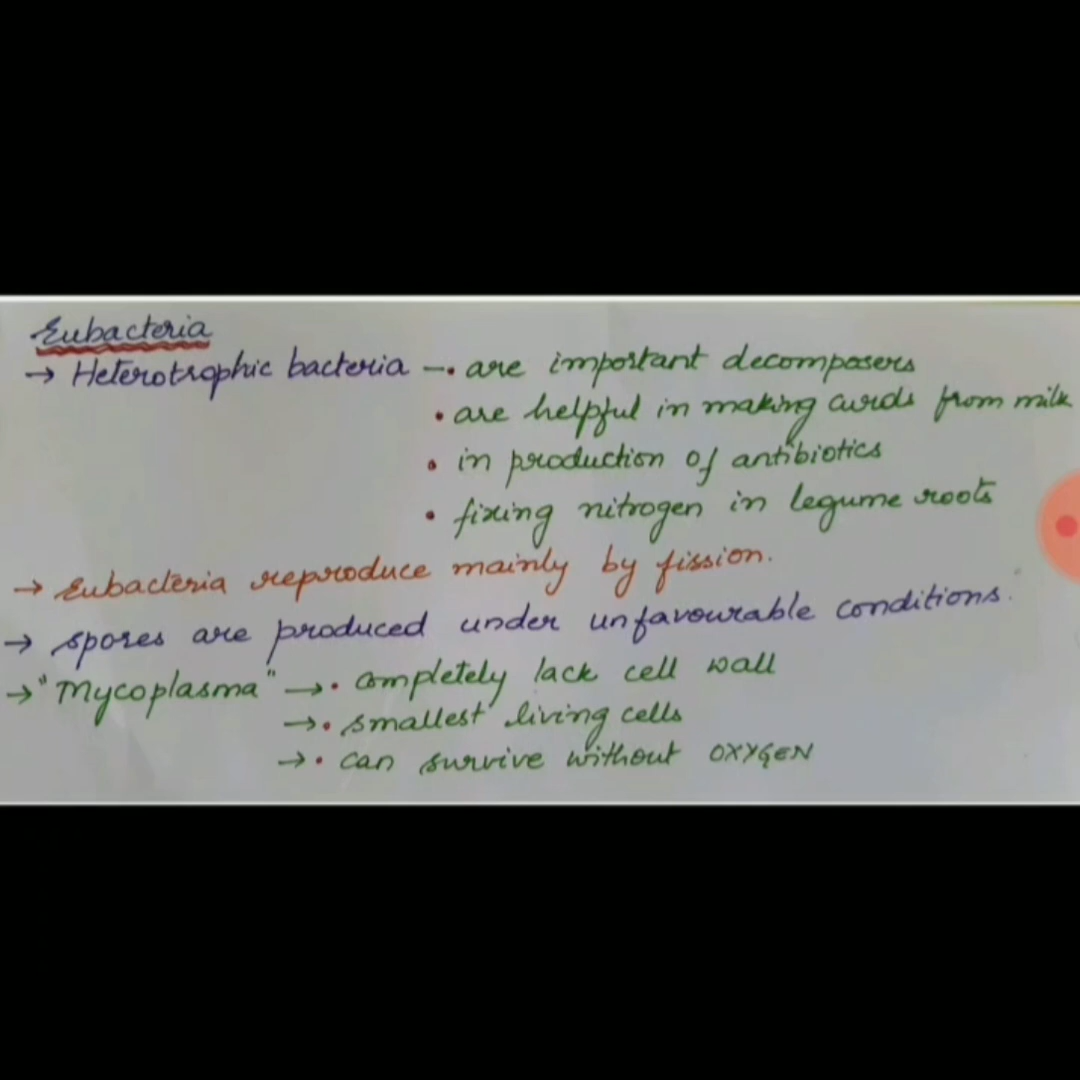 Eubacteria
→ Heterotrophic bacteria –• are important decomposers
• are helpful in making curds from milk
• in production of antibiotics
• fixing nitrogen in legume roots
→ Eubacteria reproduce mainly by fission.
→ spores are produced under unfavourable conditions.
→ "Mycoplasma" →• completely lack cell wall
→• smallest living cells
→• can survive without OXYGEN